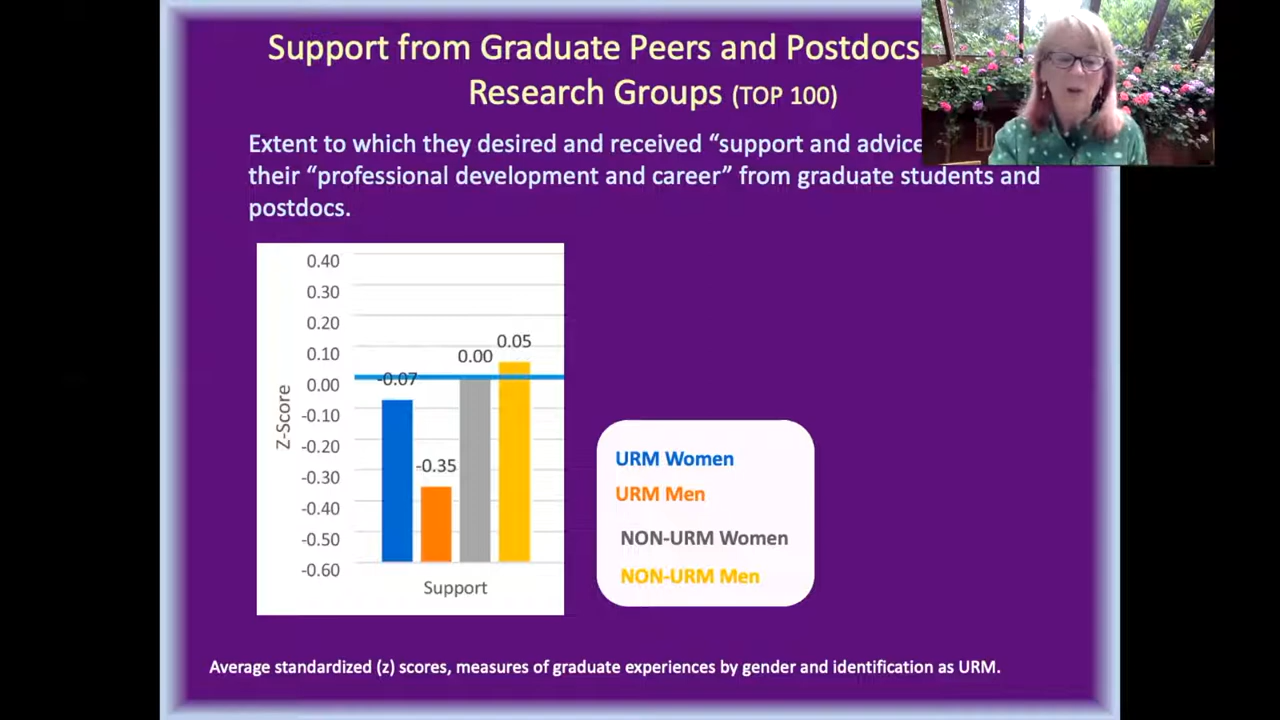 Support from Graduate Peers and Postdocs
Research Groups (TOP 100)
Extent to which they desired and received “support and advice
their “professional development and career” from graduate students and
postdocs.
0.40
0.30
0.20
0.10
0.00
-0.10
-0.20
-0.30
-0.40
-0.50
-0.60
Z-Score
-0.07
-0.35
0.00
0.05
Support
URM Women
URM Men
NON-URM Women
NON-URM Men
Average standardized (z) scores, measures of graduate experiences by gender and identification as URM.